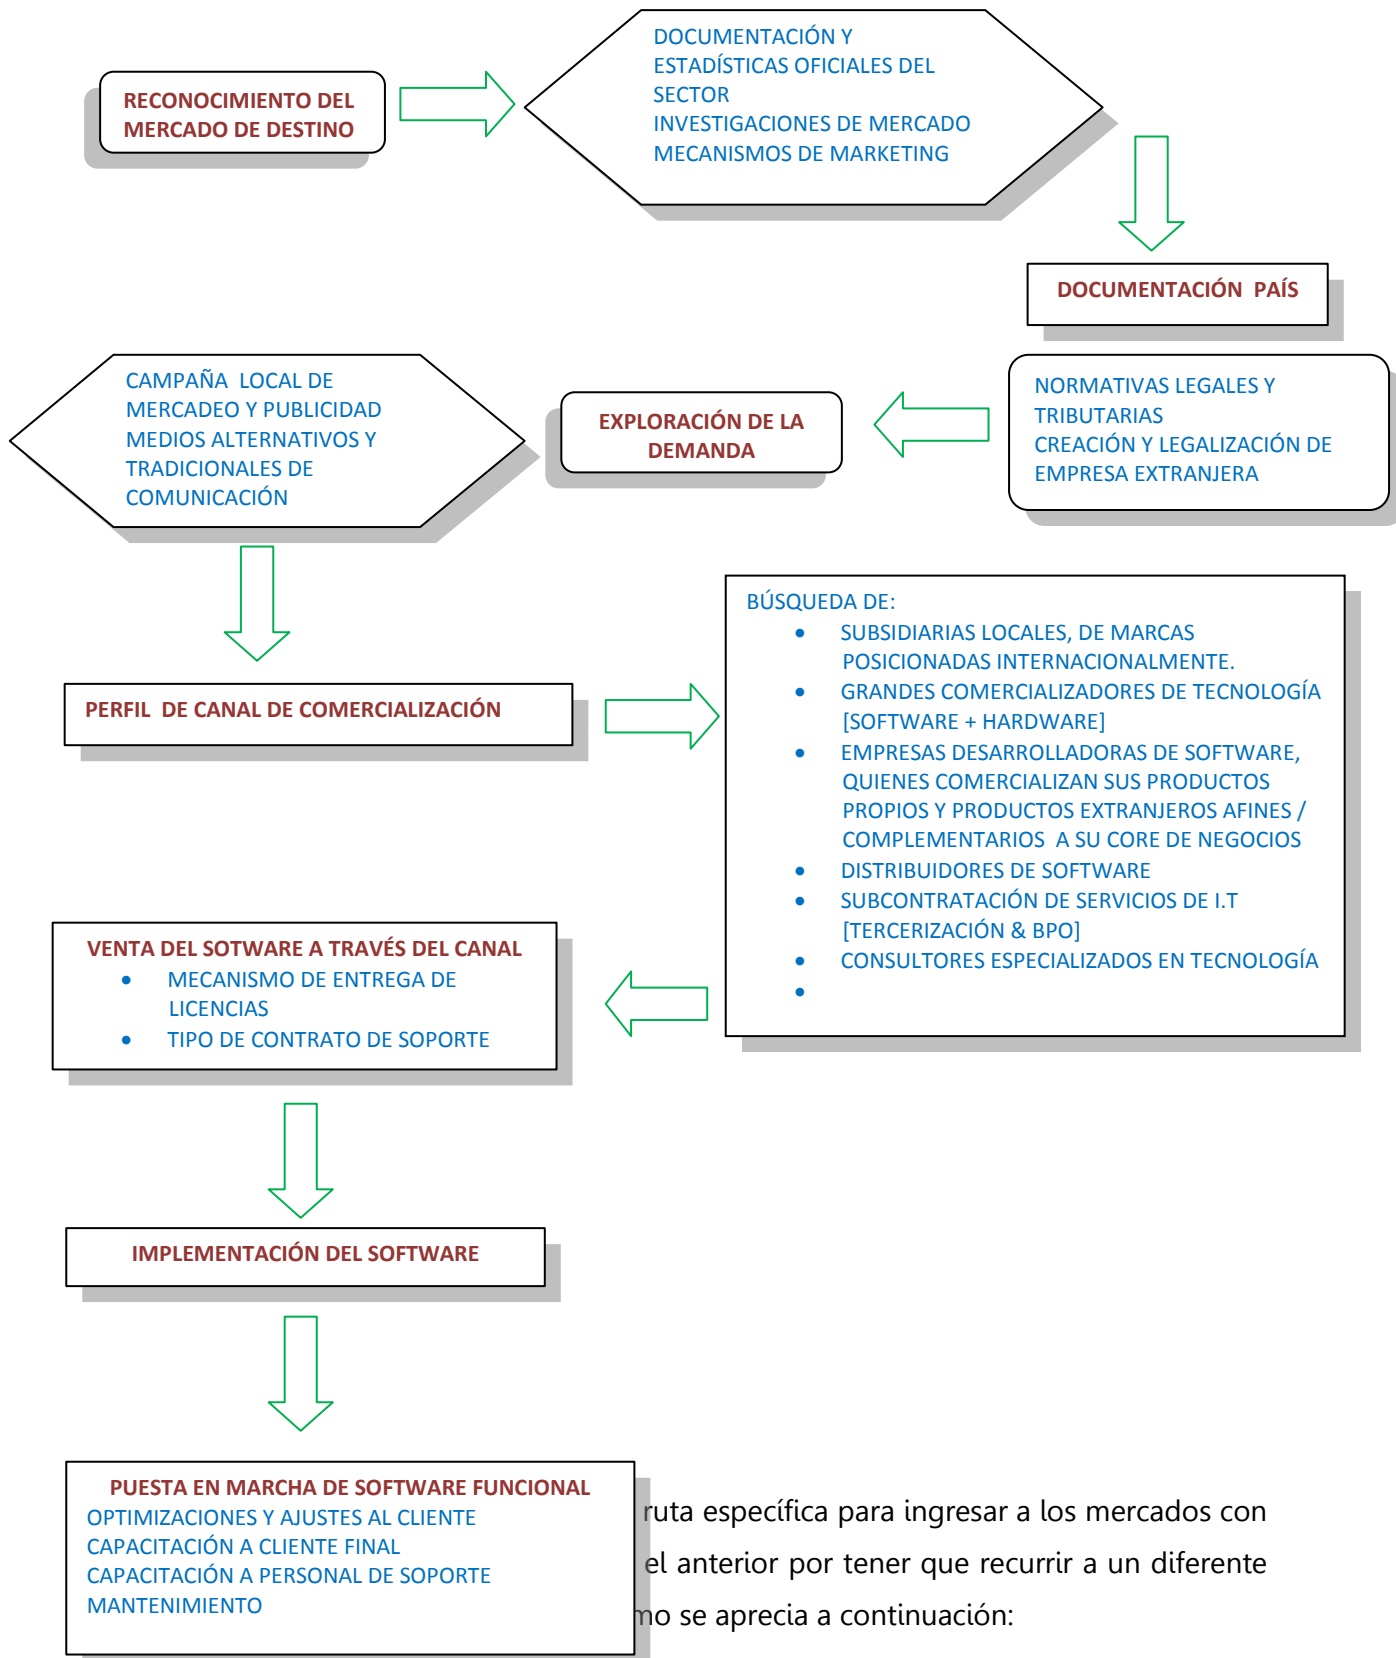 RECONOCIMIENTO DEL
MERCADO DE DESTINO
DOCUMENTACIÓN Y
ESTADÍSTICAS OFICIALES DEL
SECTOR
INVESTIGACIONES DE MERCADO
MECANISMOS DE MARKETING
DOCUMENTACIÓN PAÍS
NORMATIVAS LEGALES Y
TRIBUTARIAS
CREACIÓN Y LEGALIZACIÓN DE
EMPRESA EXTRANJERA
EXPLORACIÓN DE LA
DEMANDA
CAMPAÑA LOCAL DE
MERCADEO Y PUBLICIDAD
MEDIOS ALTERNATIVOS Y
TRADICIONALES DE
COMUNICACIÓN
PERFIL DE CANAL DE COMERCIALIZACIÓN
BÚSQUEDA DE:
• SUBSIDIARIAS LOCALES, DE MARCAS
POSICIONADAS INTERNACIONALMENTE.
• GRANDES COMERCIALIZADORES DE TECNOLOGÍA
[SOFTWARE + HARDWARE]
• EMPRESAS DESARROLLADORAS DE SOFTWARE,
QUIENES COMERCIALIZAN SUS PRODUCTOS
PROPIOS Y PRODUCTOS EXTRANJEROS AFINES /
COMPLEMENTARIOS A SU CORE DE NEGOCIOS
• DISTRIBUIDORES DE SOFTWARE
• SUBCONTRATACIÓN DE SERVICIOS DE I.T
[TERCERIZACIÓN & BPO]
• CONSULTORES ESPECIALIZADOS EN TECNOLOGÍA
•
VENTA DEL SOTWARE A TRAVÉS DEL CANAL
• MECANISMO DE ENTREGA DE
LICENCIAS
• TIPO DE CONTRATO DE SOPORTE
IMPLEMENTACIÓN DEL SOFTWARE
PUESTA EN MARCHA DE SOFTWARE FUNCIONAL
OPTIMIZACIONES Y AJUSTES AL CLIENTE
CAPACITACIÓN A CLIENTE FINAL
CAPACITACIÓN A PERSONAL DE SOPORTE
MANTENIMIENTO
ruta específica para ingresar a los mercados con
el anterior por tener que recurrir a un diferente
se aprecia a continuación: